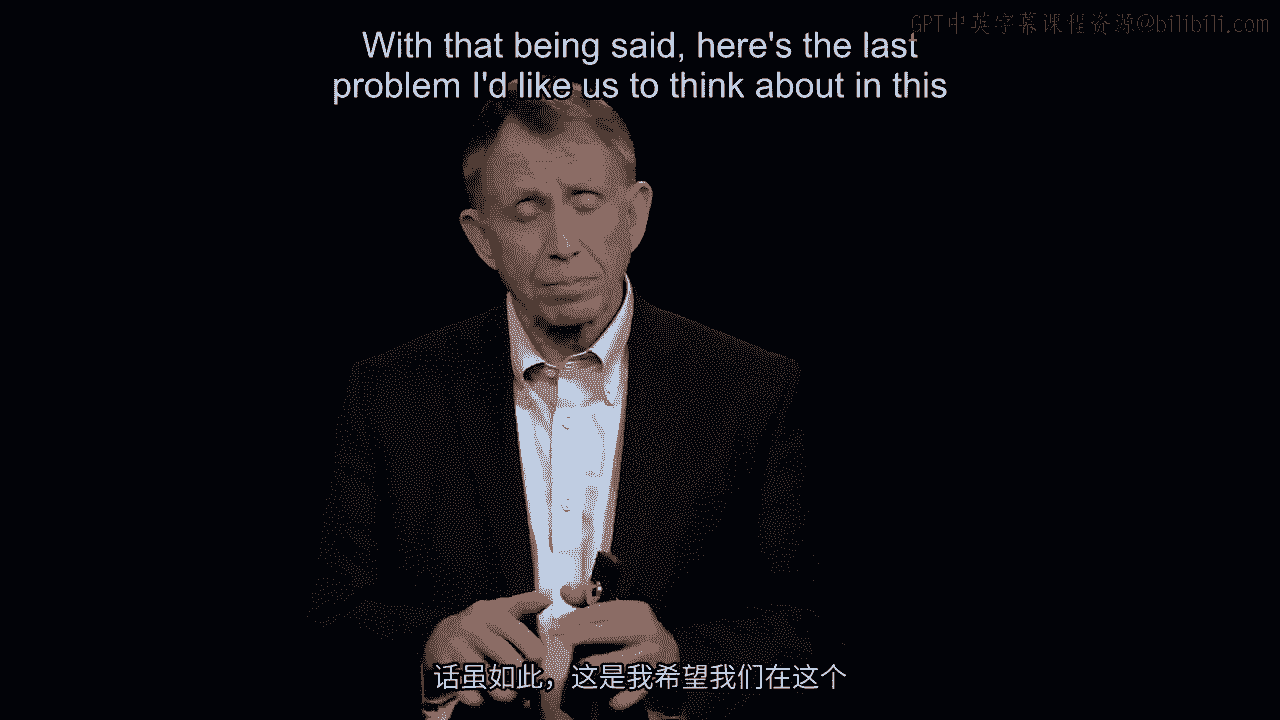 GPT中英字幕课程资源@bilibili.com
With that being said, here's the last
problem I'd like us to think about in this
话虽如此，这是我希望我们在这个